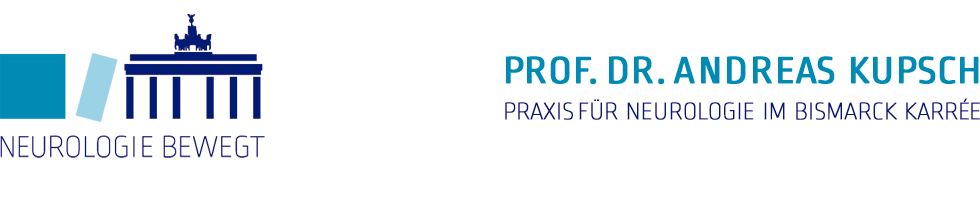 NEUROLOGIE BEWEGT
PROF. DR. ANDREAS KUPSCH
PRAXIS FÜR NEUROLOGIE IM BISMARCK KARRÉE